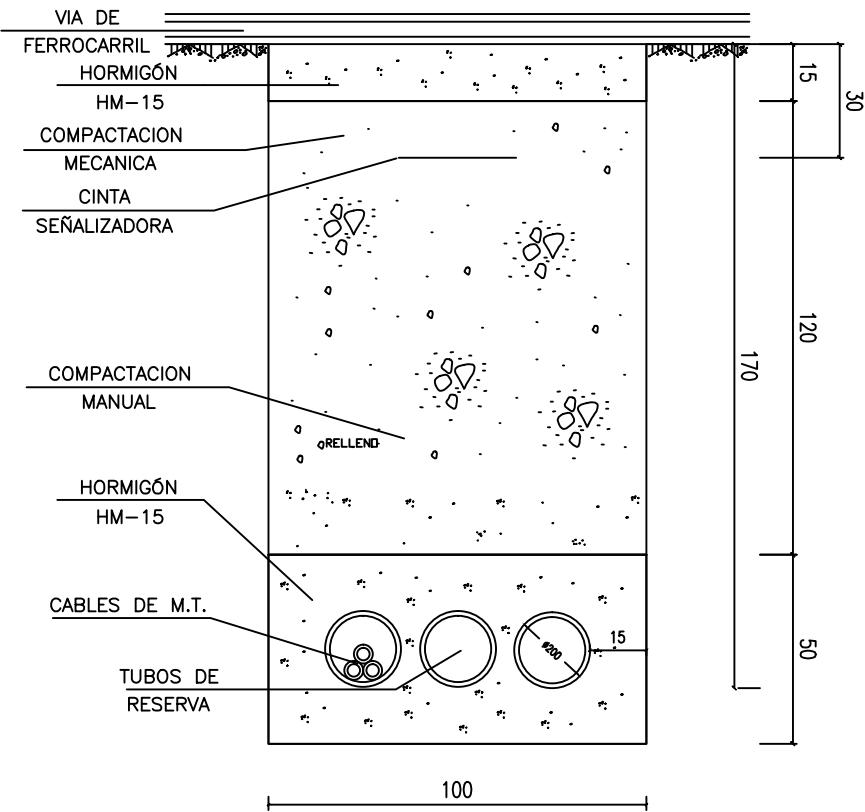 VIA DE
FERROCARRIL
HORMIGÓN
HM-15
COMPACTACION
MECANICA
CINTA
SEÑALIZADORA
COMPACTACION
MANUAL
RELLENO
HORMIGÓN
HM-15
CABLES DE M.T.
TUBOS DE
RESERVA
ø200
15
15
30
120
170
50
100